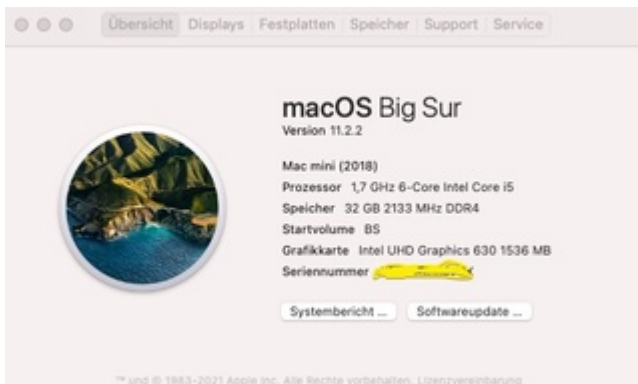 Übersicht Displays Festplatten Speicher Support Service
macOS Big Sur
Version 11.2.2
Mac mini (2018)
Prozessor 1,7 GHz 6-Core Intel Core i5
Speicher 32 GB 2133 MHz DDR4
Startvolume BS
Grafikkarte Intel UHD Graphics 630 1536 MB
Seriennummer
Systembericht ... Softwareupdate ...
™ und © 1983-2021 Apple Inc. Alle Rechte vorbehalten. Lizenzvereinbarung